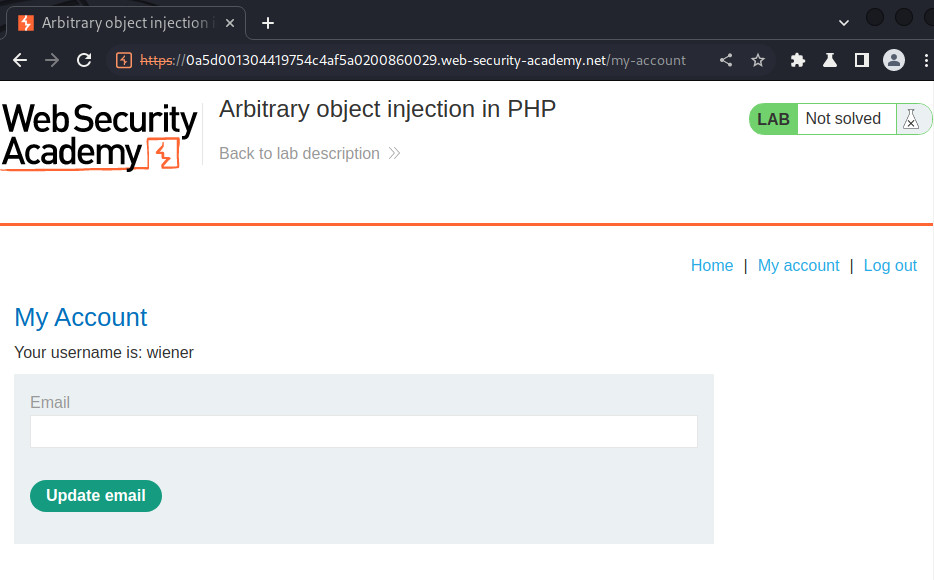 Arbitrary object injection i
https://0a5d001304419754c4af5a0200860029.web-security-academy.net/my-account
Web Security
Academy
Arbitrary object injection in PHP
Back to lab description
LAB Not solved
Home | My account | Log out
My Account
Your username is: wiener
Email
Update email